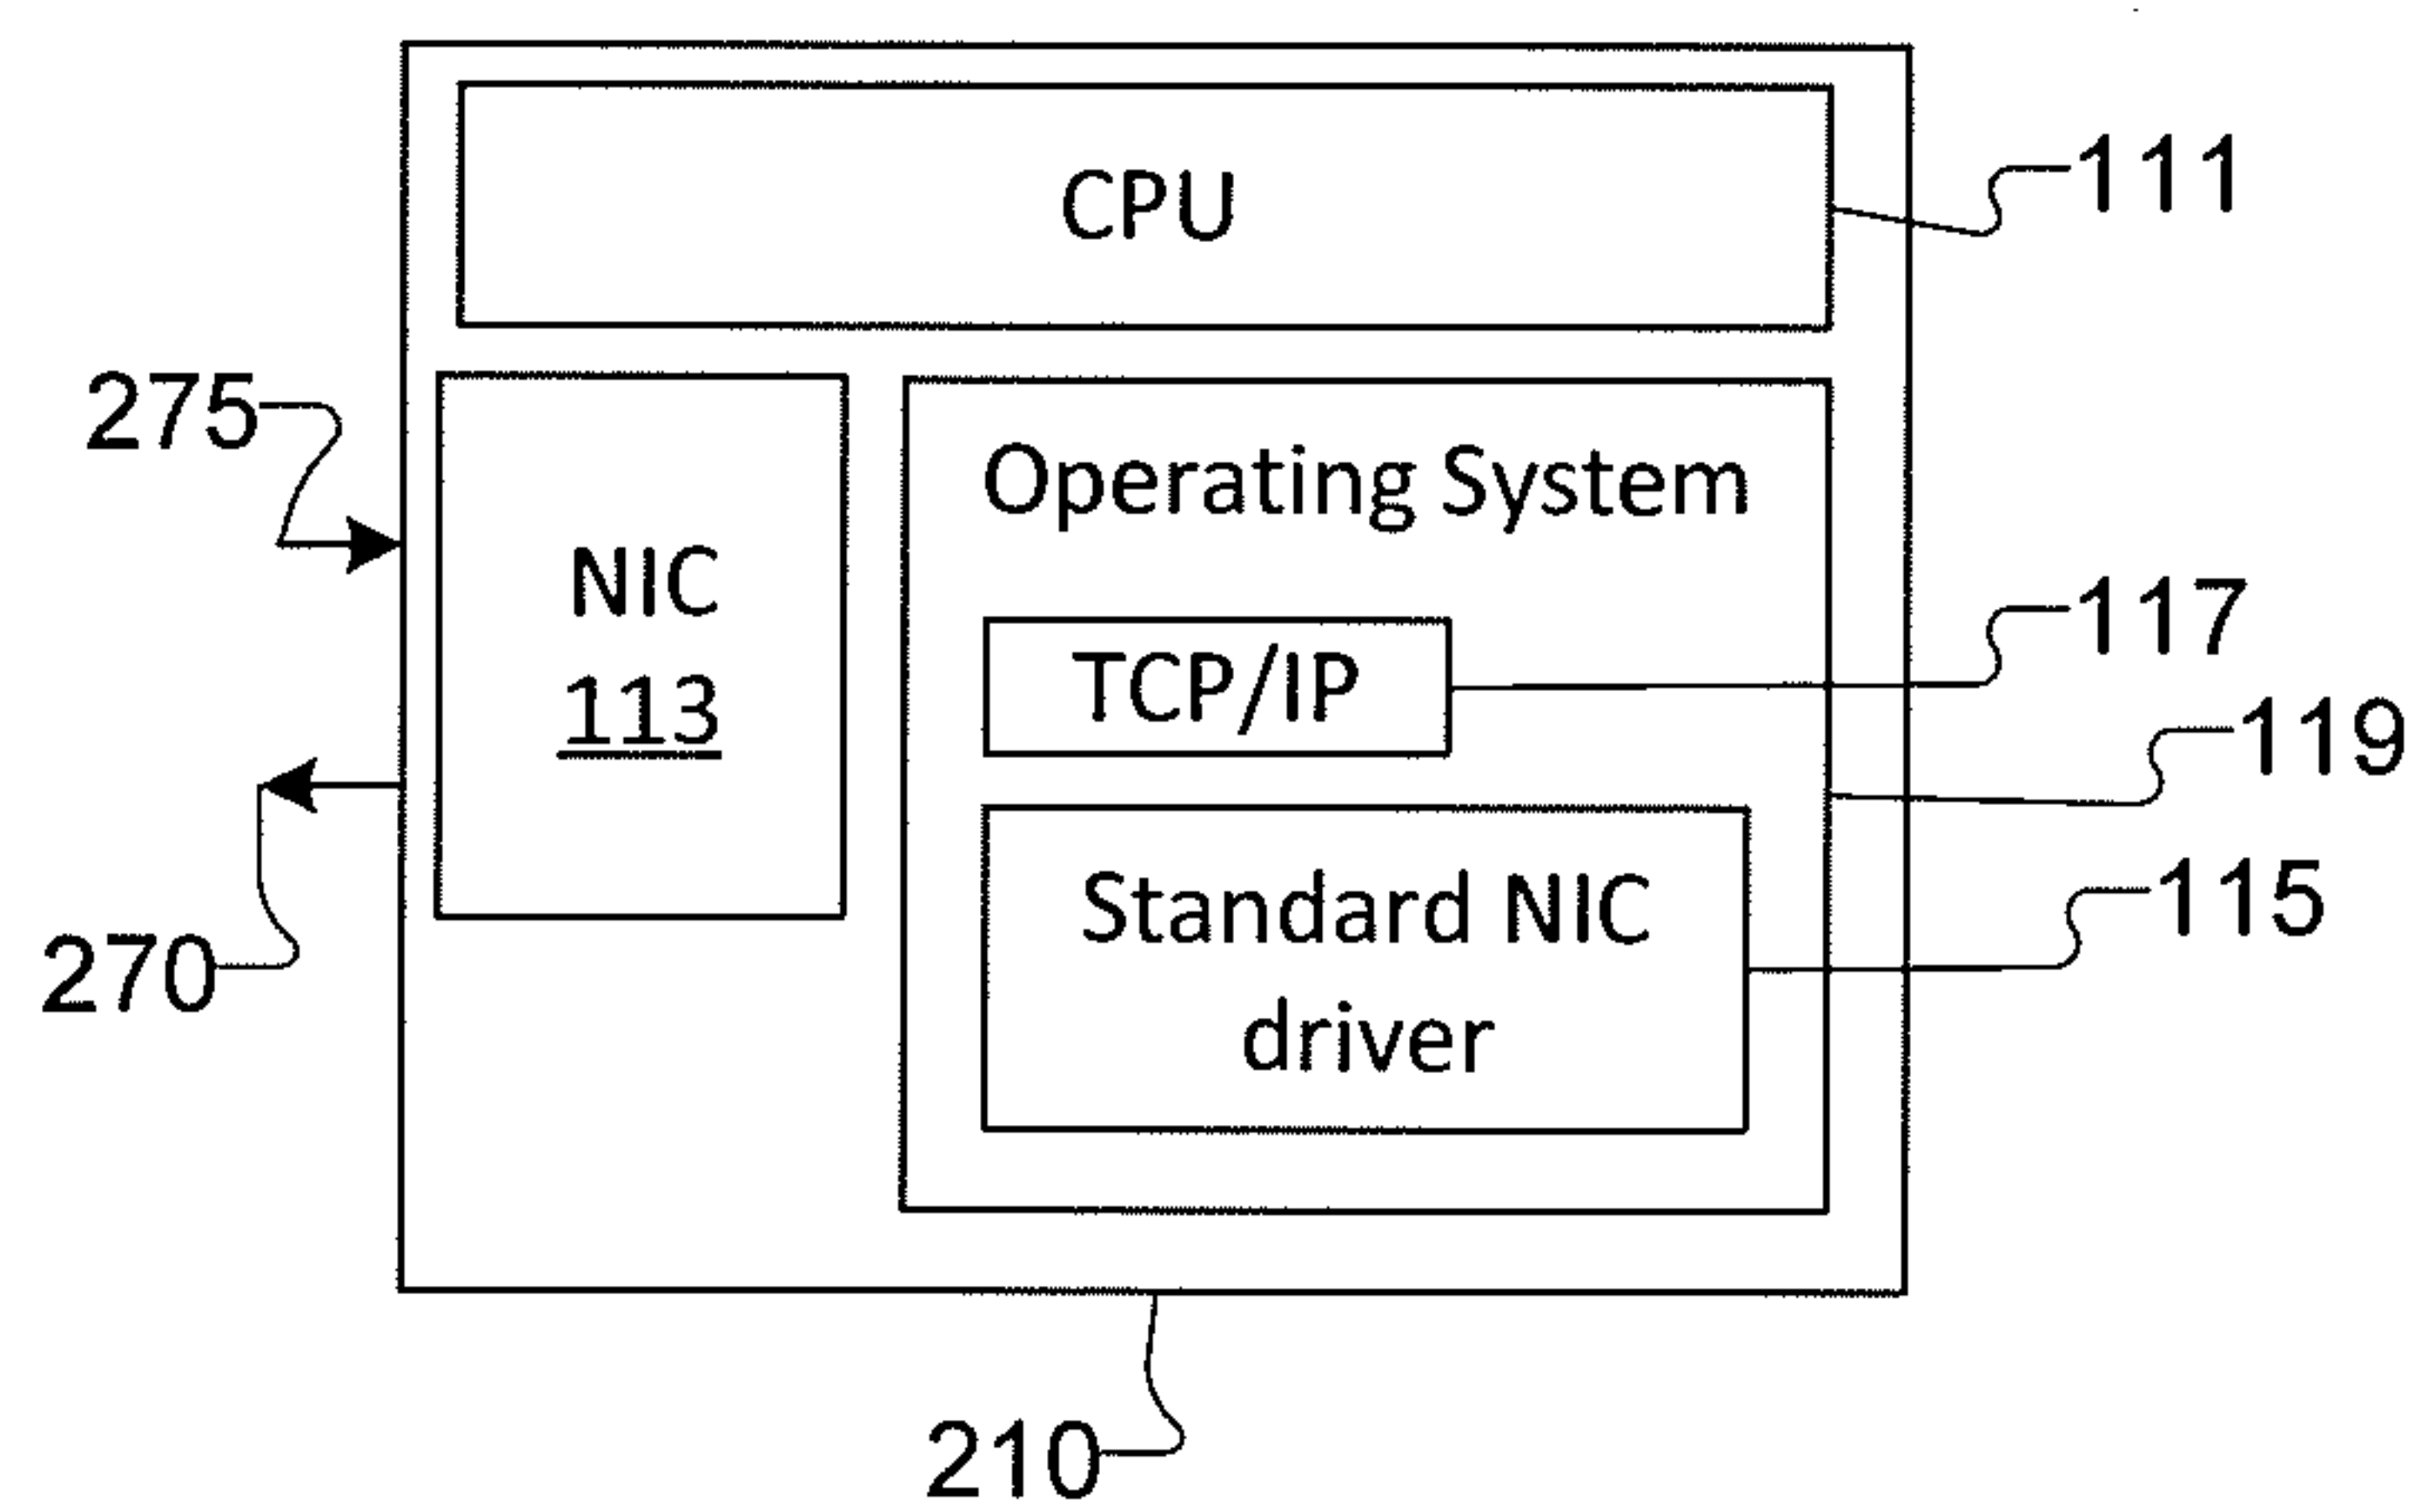 CPU
111
275
Operating System
NIC
113
117
TCP/IP
119
Standard NIC
driver
115
270
210